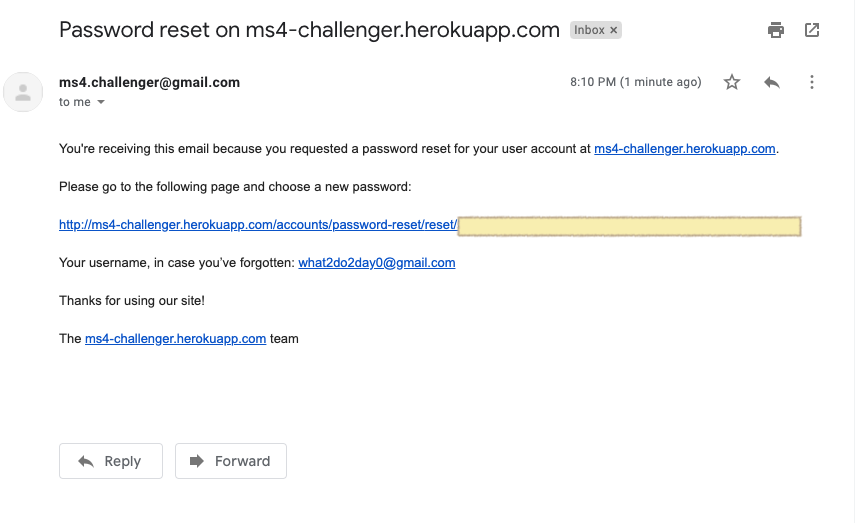 Password reset on ms4-challenger.herokuapp.com Inbox ×
ms4.challenger@gmail.com 8:10 PM (1 minute ago)
to me
You're receiving this email because you requested a password reset for your user account at ms4-challenger.herokuapp.com.
Please go to the following page and choose a new password:
http://ms4-challenger.herokuapp.com/accounts/password-reset/reset/
Your username, in case you’ve forgotten: what2do2day0@gmail.com
Thanks for using our site!
The ms4-challenger.herokuapp.com team
Reply Forward